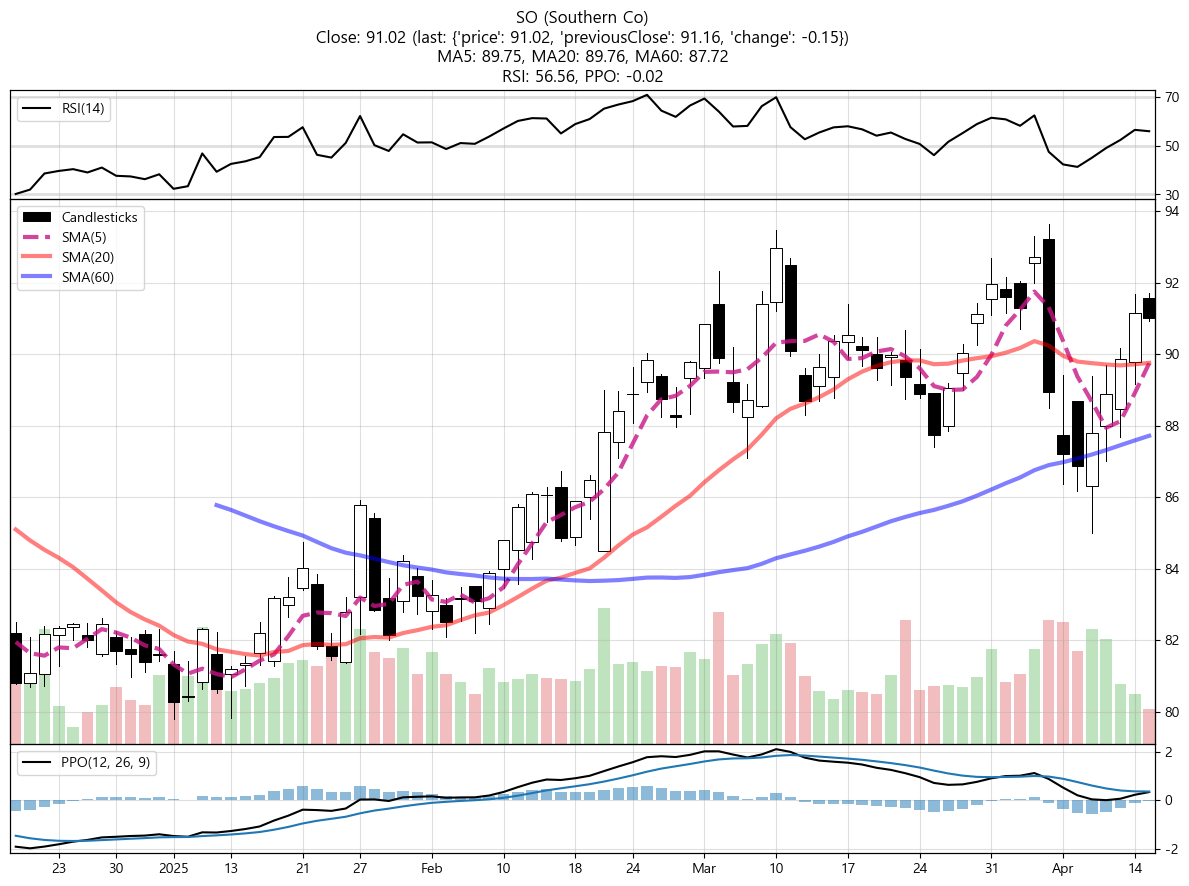 SO (Southern Co)
Close: 91.02 (last: {'price': 91.02, 'previousClose': 91.16, 'change': -0.15})
MA5: 89.75, MA20: 89.76, MA60: 87.72
RSI: 56.56, PPO: -0.02
RSI(14)
70
50
30
Candlesticks
SMA(5)
SMA(20)
SMA(60)
94
92
90
88
86
84
82
80
PPO(12, 26, 9)
2
0
-2
23 30 2025 13 21 27 Feb 10 18 24 Mar 10 17 24 31 Apr 14